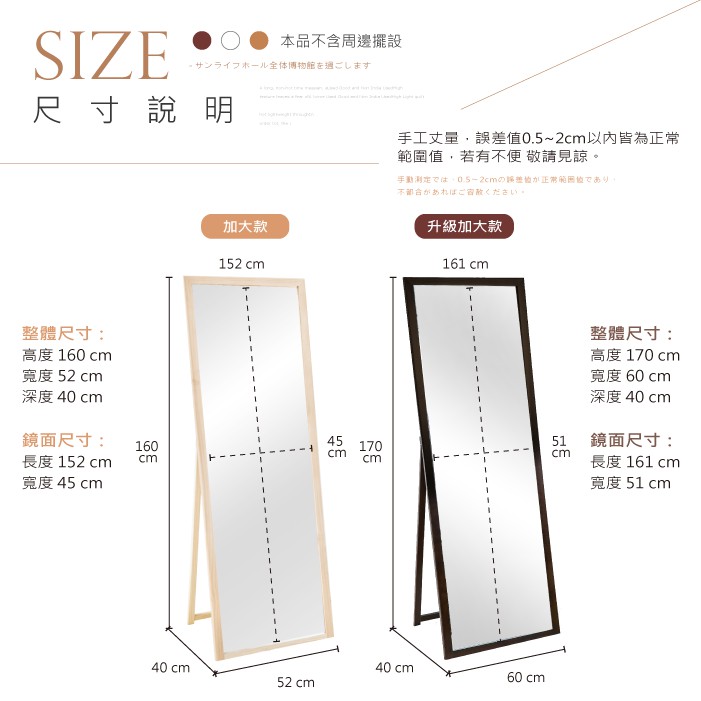 SIZE
尺寸說明
本品不含周邊擺設
-サンライフホール全体博物館を過ごします
手工丈量，誤差值0.5~2cm以內皆為正常
範圍值，若有不便 敬請見諒。
手動測定では，0.5~2cmの誤差值が正常範囲值であり，
不都合があればご容赦ください。
加大款
升級加大款
152 cm
161 cm
整體尺寸：
高度 160 cm
寬度 52 cm
深度 40 cm
鏡面尺寸：
長度 152 cm
寬度 45 cm
160
cm
45
cm
170
cm
51
cm
整體尺寸：
高度 170 cm
寬度 60 cm
深度 40 cm
鏡面尺寸：
長度 161 cm
寬度 51 cm
40 cm
52 cm
40 cm
60 cm